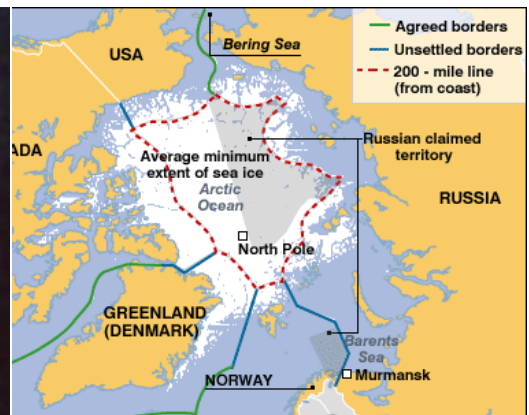 Agreed borders
Unsettled borders
200 - mile line
(from coast)
Bering Sea
USA
Russian claimed
territory
ADA
Average minimum
extent of sea ice
Arctic
Ocean
RUSSIA
North Pole
GREENLAND
(DENMARK)
Barents
Sea
NORWAY
Murmansk